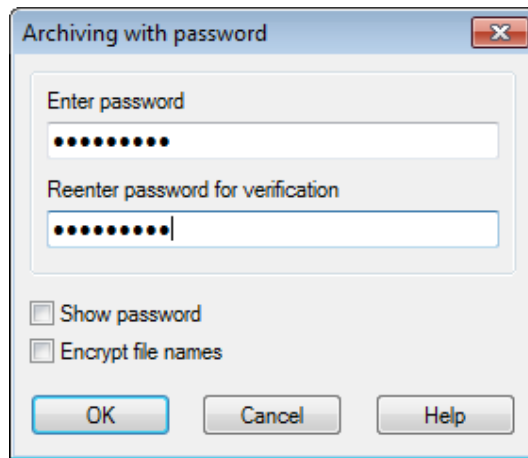 Archiving with password
Enter password
•••••••••
Reenter password for verification
•••••••••
Show password
Encrypt file names
OK Cancel Help